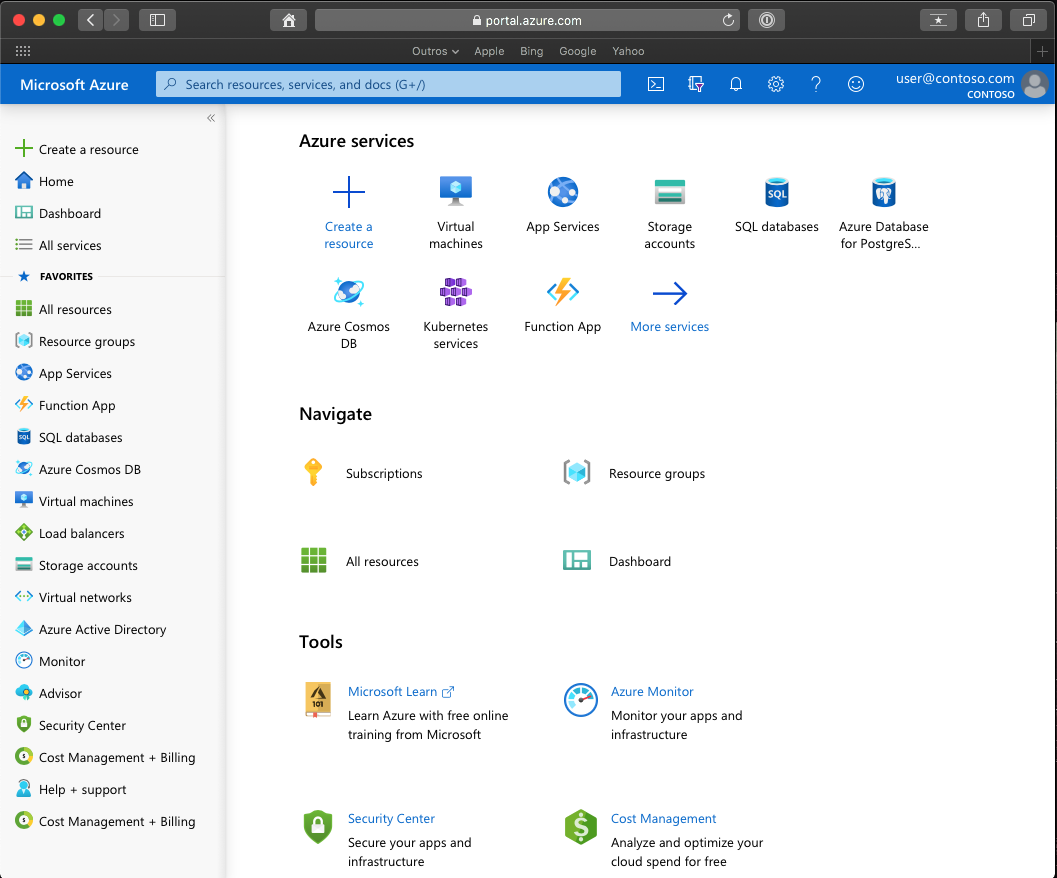 portal.azure.com
Outros Apple Bing Google Yahoo
Microsoft Azure
Search resources, services, and docs (G+/)
user@contoso.com
CONTOSO
Create a resource
Home
Dashboard
All services
FAVORITES
All resources
Resource groups
App Services
Function App
SQL databases
Azure Cosmos DB
Virtual machines
Load balancers
Storage accounts
Virtual networks
Azure Active Directory
Monitor
Advisor
Security Center
Cost Management + Billing
Help + support
Cost Management + Billing
Azure services
Create a
resource
Virtual
machines
App Services
Storage
accounts
SQL
SQL databases
Azure Database
for PostgreS...
Azure Cosmos
DB
Kubernetes
services
Function App
More services
Navigate
Subscriptions
Resource groups
All resources
Dashboard
Tools
101
Microsoft Learn
Learn Azure with free online
training from Microsoft
Azure Monitor
Monitor your apps and
infrastructure
Security Center
Secure your apps and
infrastructure
Cost Management
Analyze and optimize your
cloud spend for free